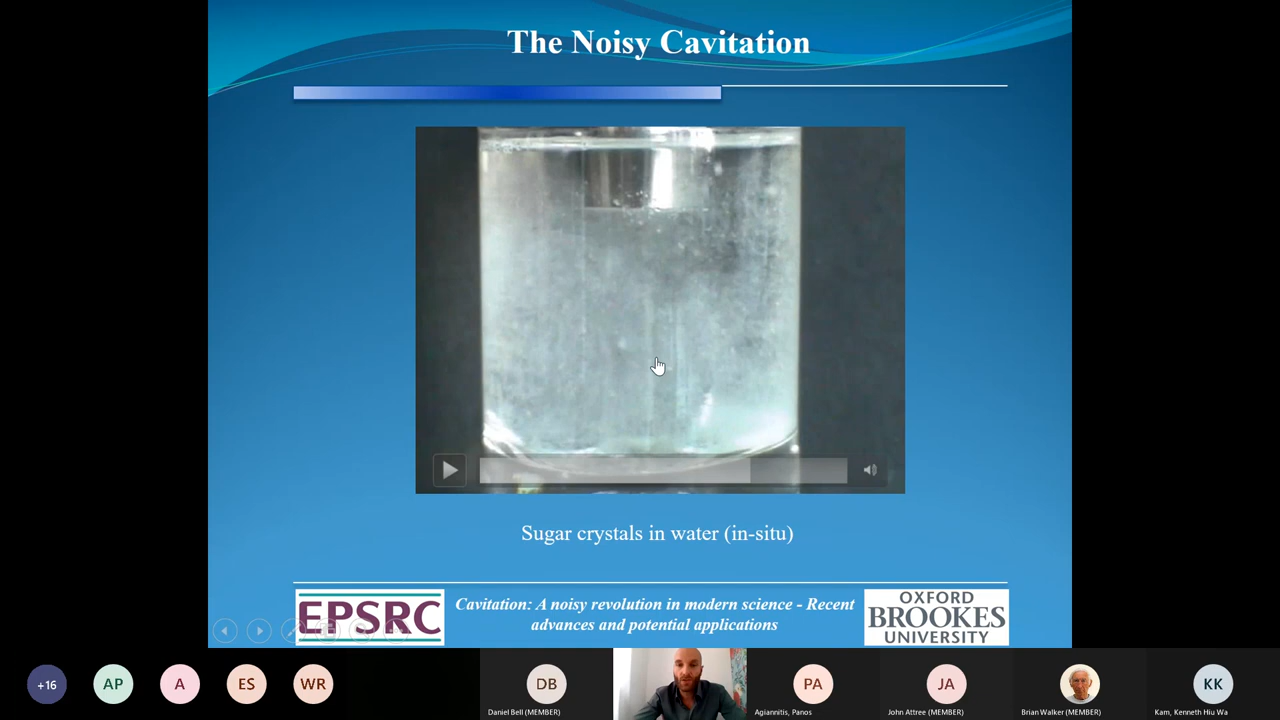 The Noisy Cavitation
Sugar crystals in water (in-situ)
EPSRC
Cavitation: A noisy revolution in modern science - Recent
advances and potential applications
OXFORD
BROOKES
UNIVERSITY
+16
AP
A
ES
WR
DB
PA
JA
KK
Daniel Bell (MEMBER)
Agiannitis, Panos
John Attree (MEMBER)
Brian Walker (MEMBER)
Kam, Kenneth Hiu Wa